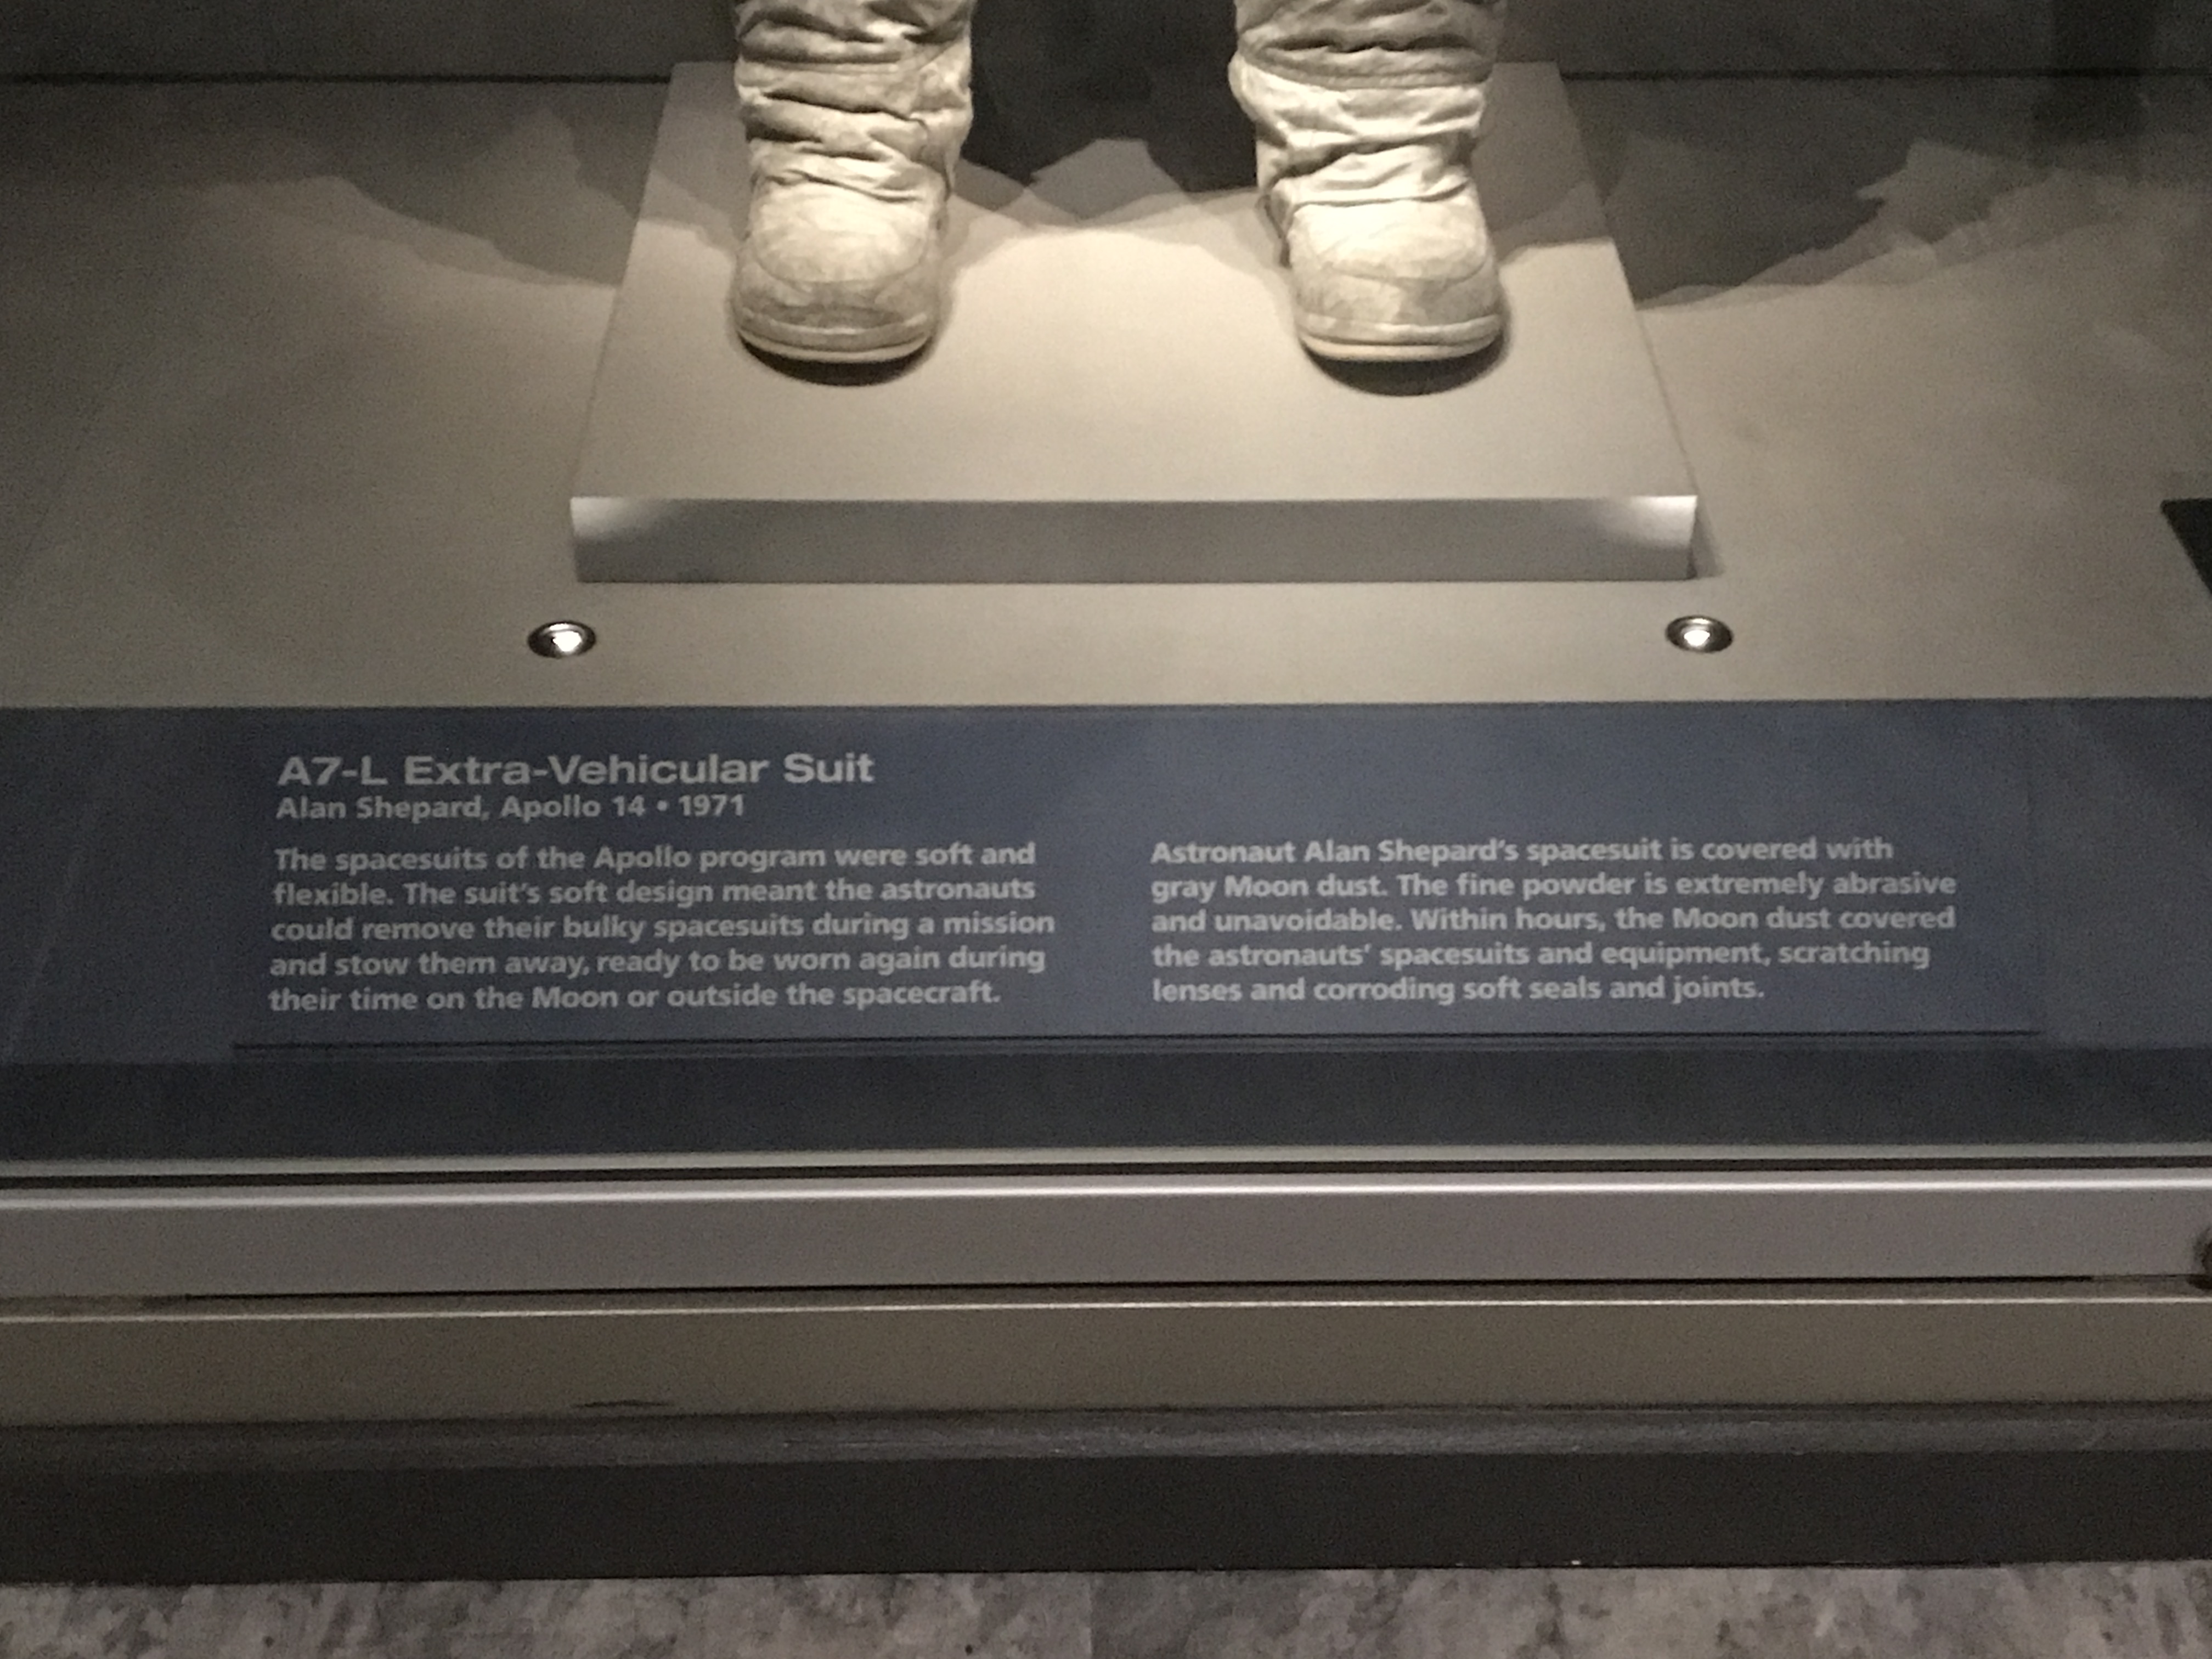 A7-L Extra-Vehicular Suit
Alan Shepard, Apollo 14 • 1971
The spacesuits of the Apollo program were soft and
flexible. The suit's soft design meant the astronauts
could remove their bulky spacesuits during a mission
and stow them away, ready to be worn again during
their time on the Moon or outside the spacecraft.
Astronaut Alan Shepard's spacesuit is covered with
gray Moon dust. The fine powder is extremely abrasive
and unavoidable. Within hours, the Moon dust covered
the astronauts' spacesuits and equipment, scratching
lenses and corroding soft seals and joints.